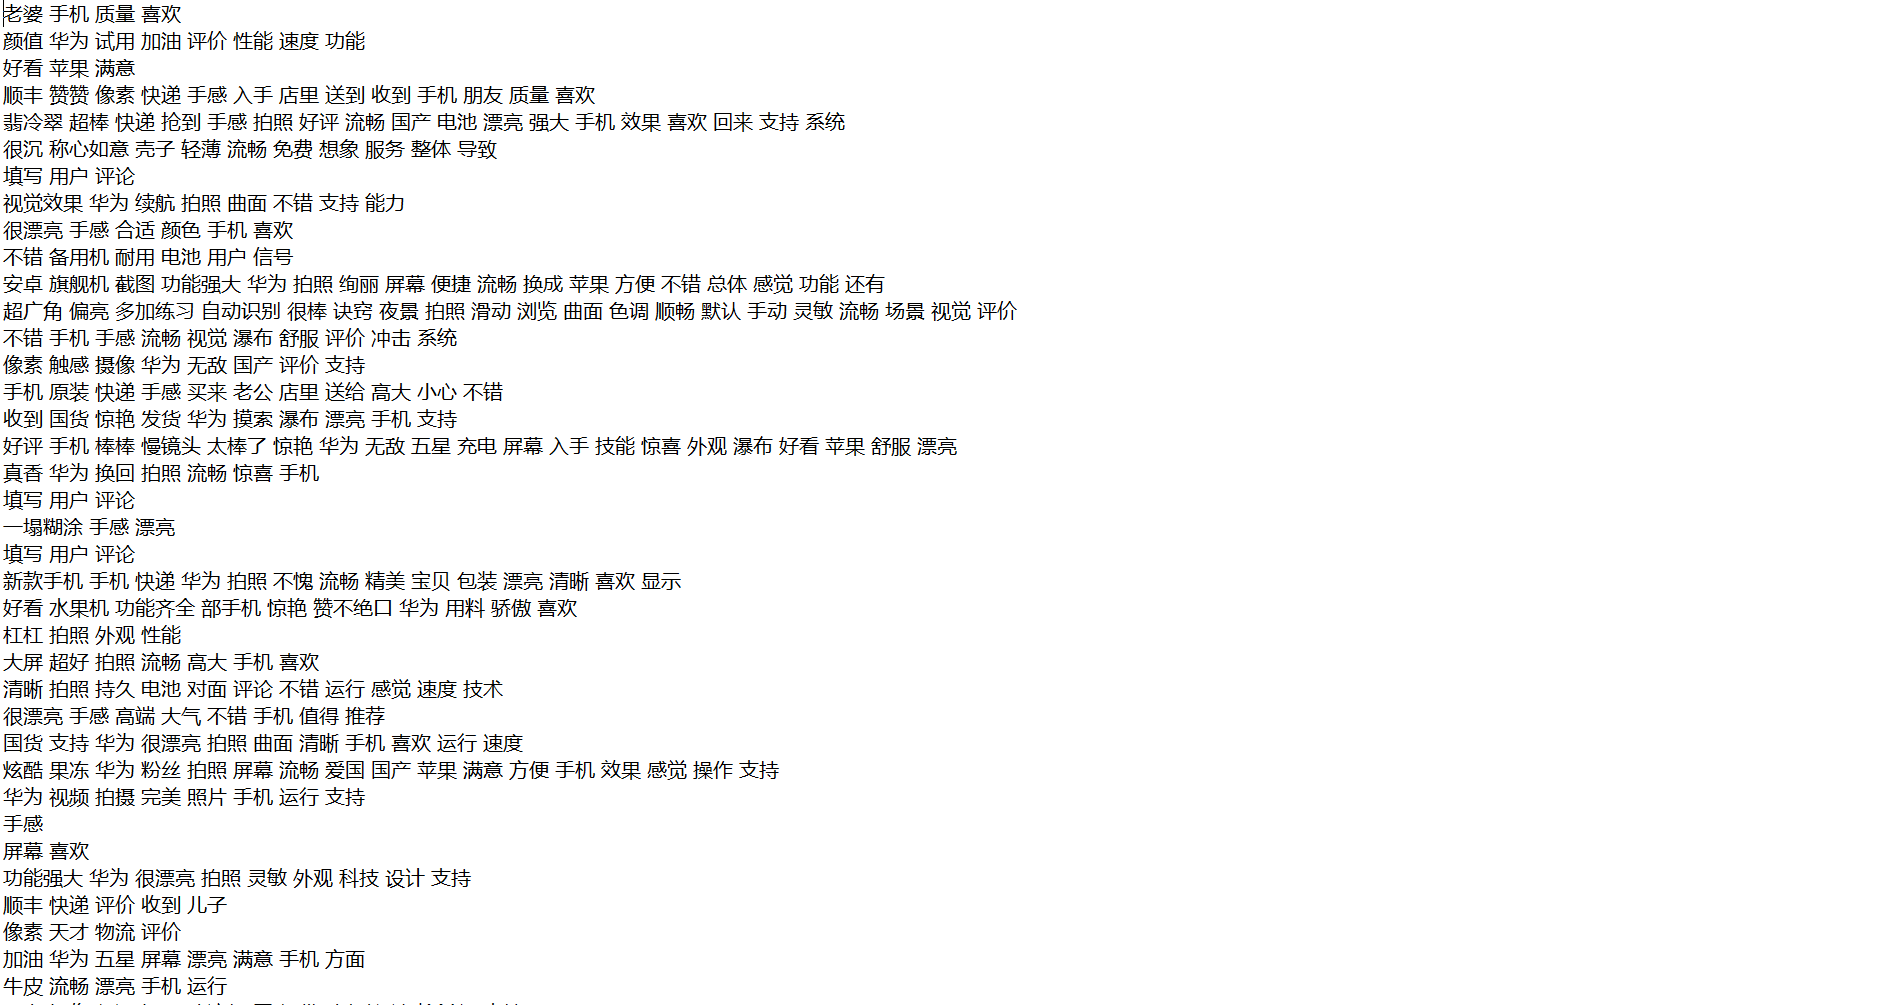 老婆 手机 质量 喜欢
颜值 华为 试用 加油 评价 性能 速度 功能
好看 苹果 满意
顺丰 赞赞 像素 快递 手感 入手 店里 送到 收到 手机 朋友 质量 喜欢
翡冷翠 超棒 快递 抢到 手感 拍照 好评 流畅 国产 电池 漂亮 强大 手机 效果 喜欢 回来 支持 系统
很沉 称心如意 壳子 轻薄 流畅 免费 想象 服务 整体 导致
填写 用户 评论
视觉效果 华为 续航 拍照 曲面 不错 支持 能力
很漂亮 手感 合适 颜色 手机 喜欢
不错 备用机 耐用 电池 用户 信号
安卓 旗舰机 截图 功能强大 华为 拍照 绚丽 屏幕 便捷 流畅 换成 苹果 方便 不错 总体 感觉 功能 还有
超广角 偏亮 多加练习 自动识别 很棒 诀窍 夜景 拍照 滑动 浏览 曲面 色调 顺畅 默认 手动 灵敏 流畅 场景 视觉 评价
不错 手机 手感 流畅 视觉 瀑布 舒服 评价 冲击 系统
像素 触感 摄像 华为 无敌 国产 评价 支持
手机 原装 快递 手感 买来 老公 店里 送给 高大 小心 不错
收到 国货 惊艳 发货 华为 摸索 瀑布 漂亮 手机 支持
好评 手机 棒棒 慢镜头 太棒了 惊艳 华为 无敌 五星 充电 屏幕 入手 技能 惊喜 外观 瀑布 好看 苹果 舒服 漂亮
真香 华为 换回 拍照 流畅 惊喜 手机
填写 用户 评论
一塌糊涂 手感 漂亮
填写 用户 评论
新款手机 手机 快递 华为 拍照 不愧 流畅 精美 宝贝 包装 漂亮 清晰 喜欢 显示
好看 水果机 功能齐全 部手机 惊艳 赞不绝口 华为 用料 骄傲 喜欢
杠杠 拍照 外观 性能
大屏 超好 拍照 流畅 高大 手机 喜欢
清晰 拍照 持久 电池 对面 评论 不错 运行 感觉 速度 技术
很漂亮 手感 高端 大气 不错 手机 值得 推荐
国货 支持 华为 很漂亮 拍照 曲面 清晰 手机 喜欢 运行 速度
炫酷 果冻 华为 粉丝 拍照 屏幕 流畅 爱国 国产 苹果 满意 方便 手机 效果 感觉 操作 支持
华为 视频 拍摄 完美 照片 手机 运行 支持
手感
屏幕 喜欢
功能强大 华为 很漂亮 拍照 灵敏 外观 科技 设计 支持
顺丰 快递 评价 收到 儿子
像素 天才 物流 评价
加油 华为 五星 屏幕 漂亮 满意 手机 方面
牛皮 流畅 漂亮 手机 运行